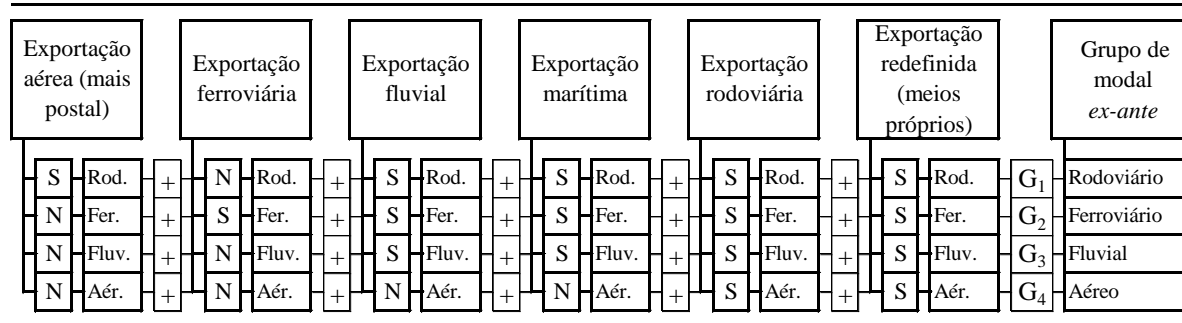 Exportação
aérea (mais
postal)
Exportação
ferroviária
Exportação
fluvial
Exportação
marítima
Exportação
rodoviária
Exportação
redefinida
(meios
próprios)
Grupo de
modal
ex-ante
S Rod. + N Rod. + S Rod. + S Rod. + S Rod. + S Rod. G1 Rodoviário
N Fer. + S Fer. + S Fer. + S Fer. + S Fer. + S Fer. G2 Ferroviário
N Fluv. + N Fluv. + S Fluv. + S Fluv. + S Fluv. + S Fluv. G3 Fluvial
N Aér. + N Aér. + N Aér. + N Aér. + S Aér. + S Aér. G4 Aéreo